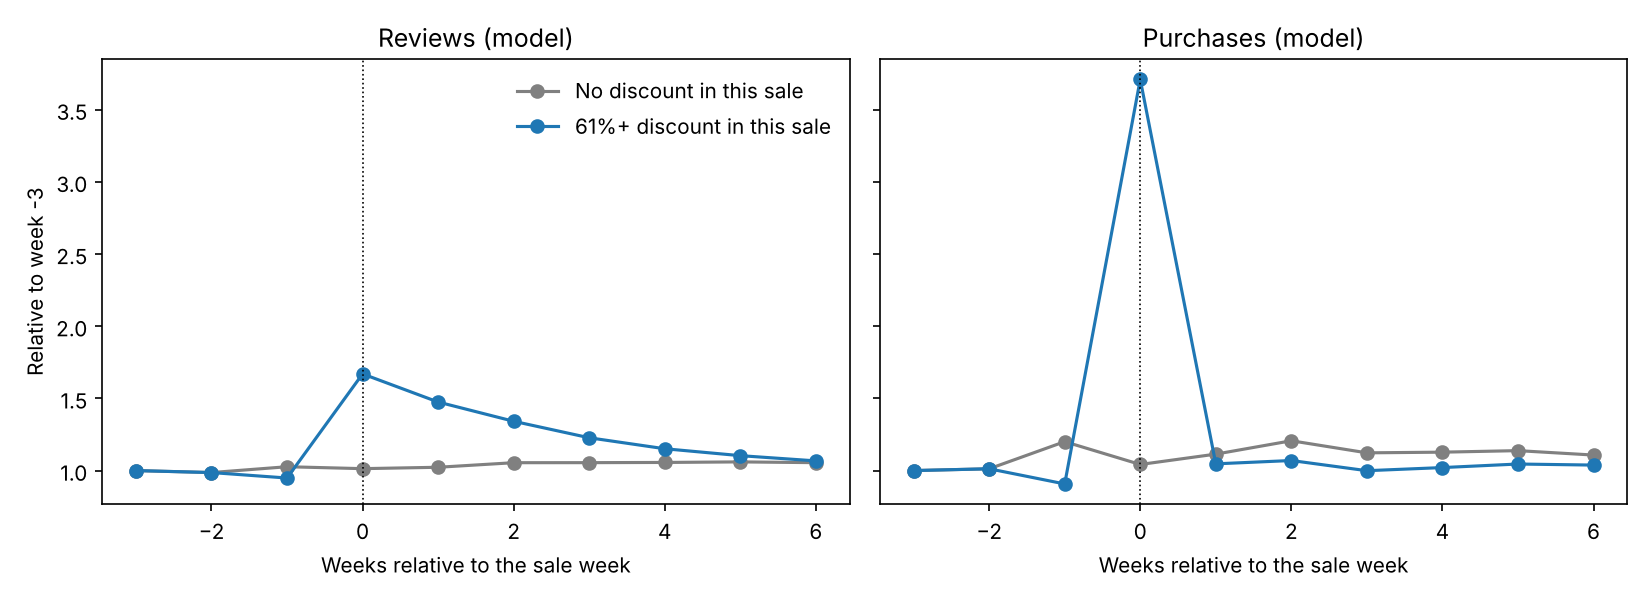 Reviews (model)
Purchases (model)
Relative to week -3
3.5
3.0
2.5
2.0
1.5
1.0
No discount in this sale
61%+ discount in this sale
−2
0
2
4
6
−2
0
2
4
6
Weeks relative to the sale week
Weeks relative to the sale week